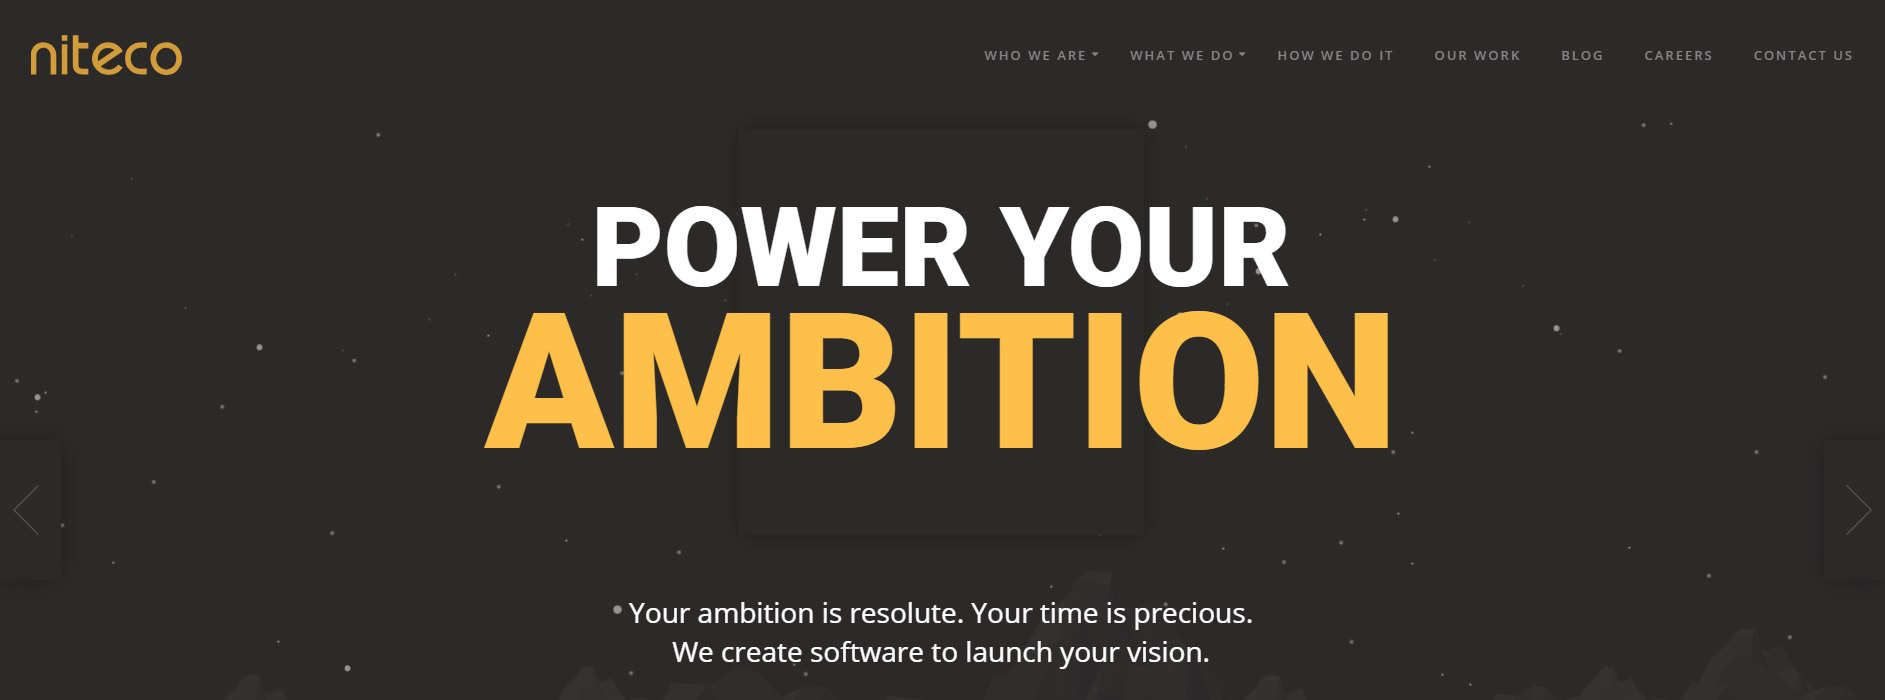 niteco
WHO WE ARE WHAT WE DO HOW WE DO IT OUR WORK BLOG CAREERS CONTACT US
POWER YOUR
AMBITION
Your ambition is resolute. Your time is precious.
We create software to launch your vision.